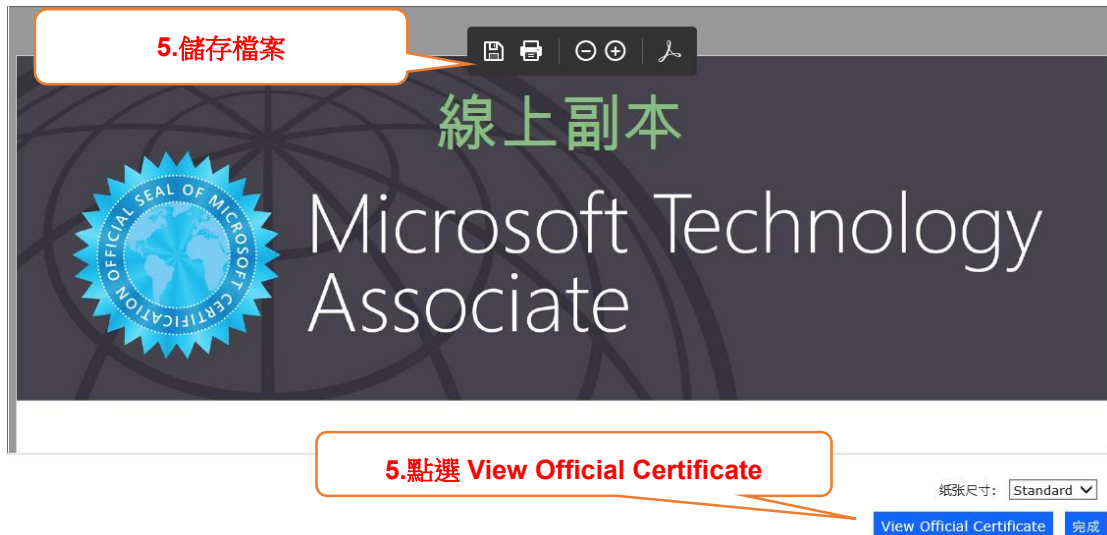 5.儲存檔案
線上副本
OFFICIAL SEAL OF MICROSOFT CERTIFICATION
Microsoft Technology
Associate
5.點選 View Official Certificate
纸张尺寸: Standard
View Official Certificate 完成